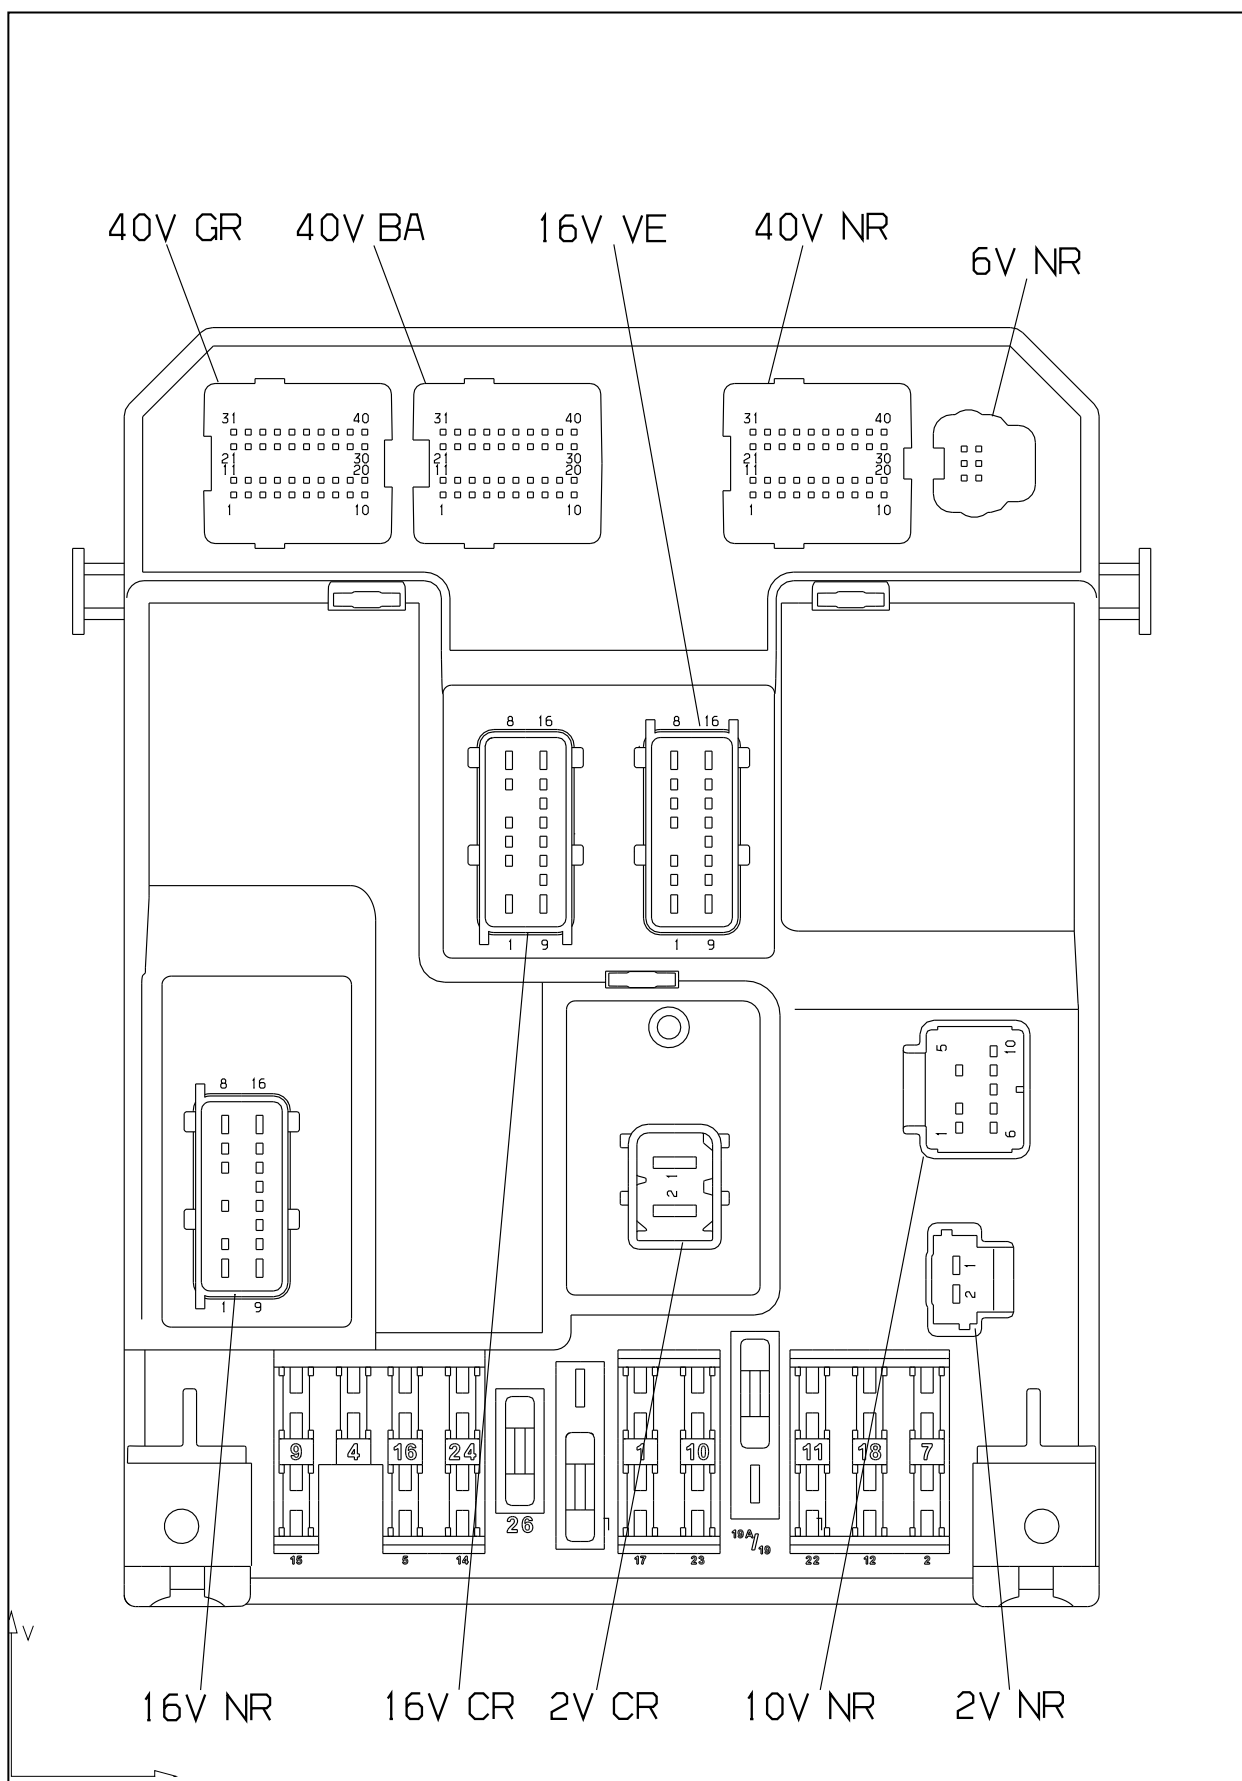 40V GR 40V BA 16V VE 40V NR
6V NR
31 40 31 40 31 40
21 30 21 30 21 30
11 20 11 20 11 20
1 10 1 10 1 10
8 16 8 16
1 9 1 9
5 10
1 6
8 16
1 9
1
2
1
2
9 4 16 24 1 10 11 18 7
26
19A/19
15 5 14 17 23 22 12 2
V
16V NR 16V CR 2V CR 10V NR 2V NR